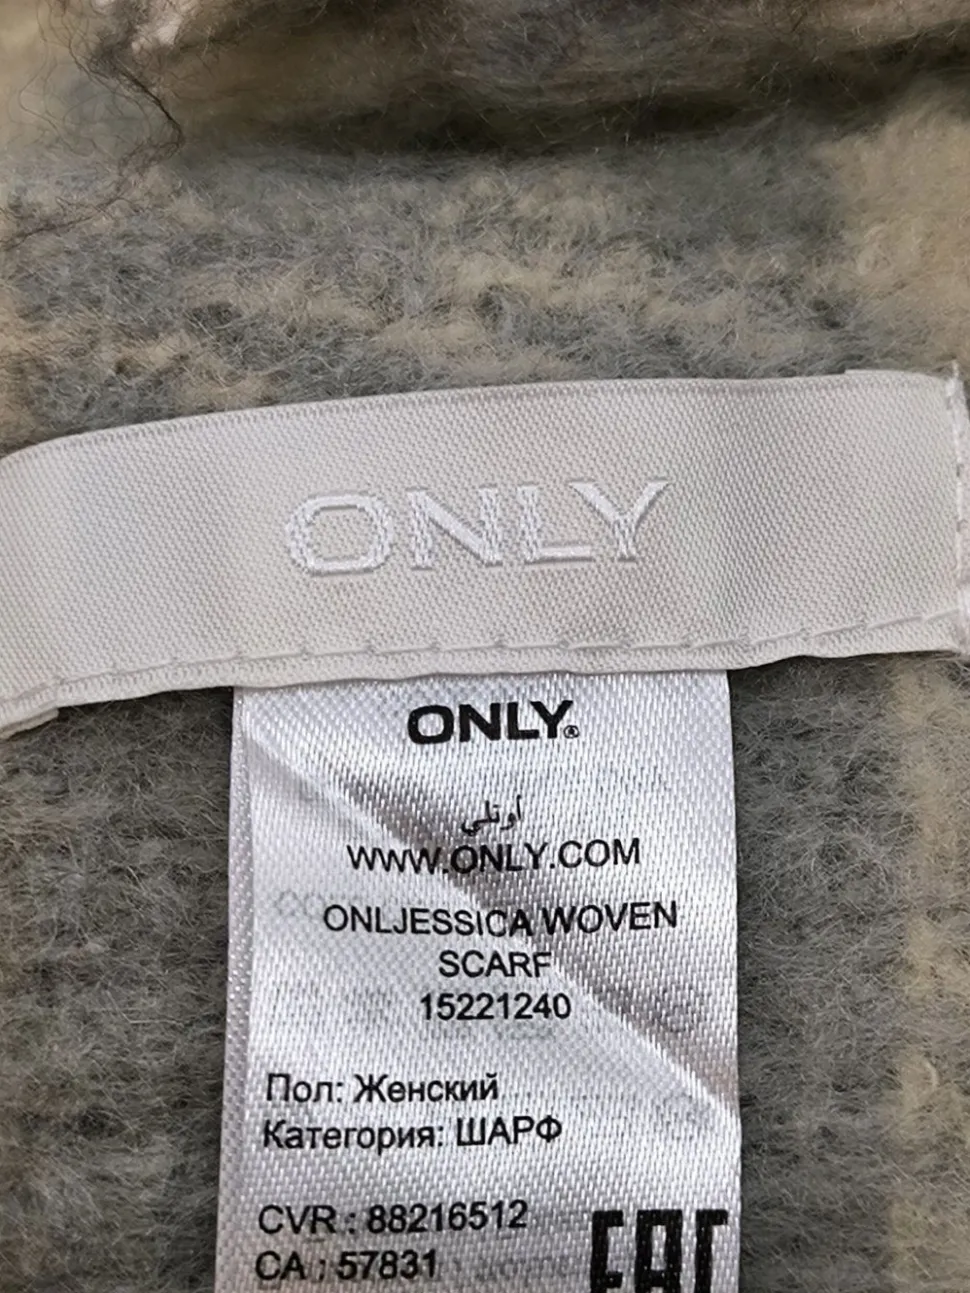 ONLY
ONLY®
أونلي
WWW.ONLY.COM
ONLJESSICA WOVEN
SCARF
15221240
Пол: Женский
Категория: ШАРФ
CVR : 88216512
CA : 57831
EAC